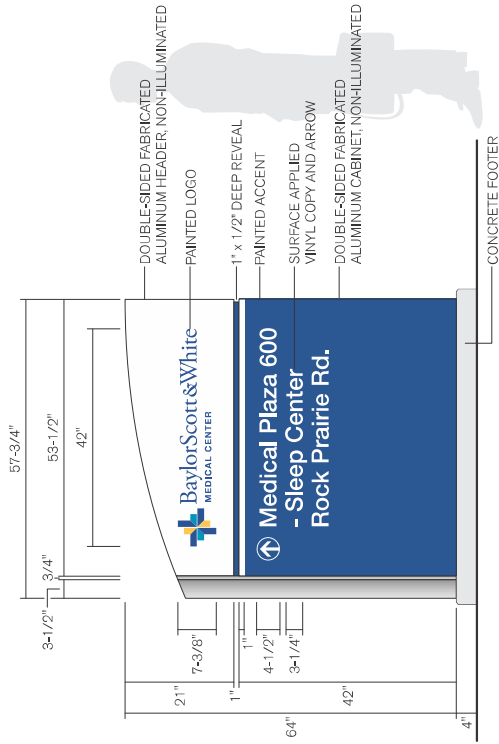 57-3/4"
53-1/2"
42"
3/4"
3-1/2"
DOUBLE-SIDED FABRICATED
ALUMINUM HEADER, NON-ILLUMINATED
PAINTED LOGO
1" x 1/2" DEEP REVEAL
PAINTED ACCENT
SURFACE APPLIED
VINYL COPY AND ARROW
DOUBLE-SIDED FABRICATED
ALUMINUM CABINET, NON-ILLUMINATED
CONCRETE FOOTER
BaylorScott&White
MEDICAL CENTER
Medical Plaza 600
- Sleep Center
Rock Prairie Rd.
7-3/8"
1"
4-1/2"
3-1/4"
21"
1"
42"
64"
4"